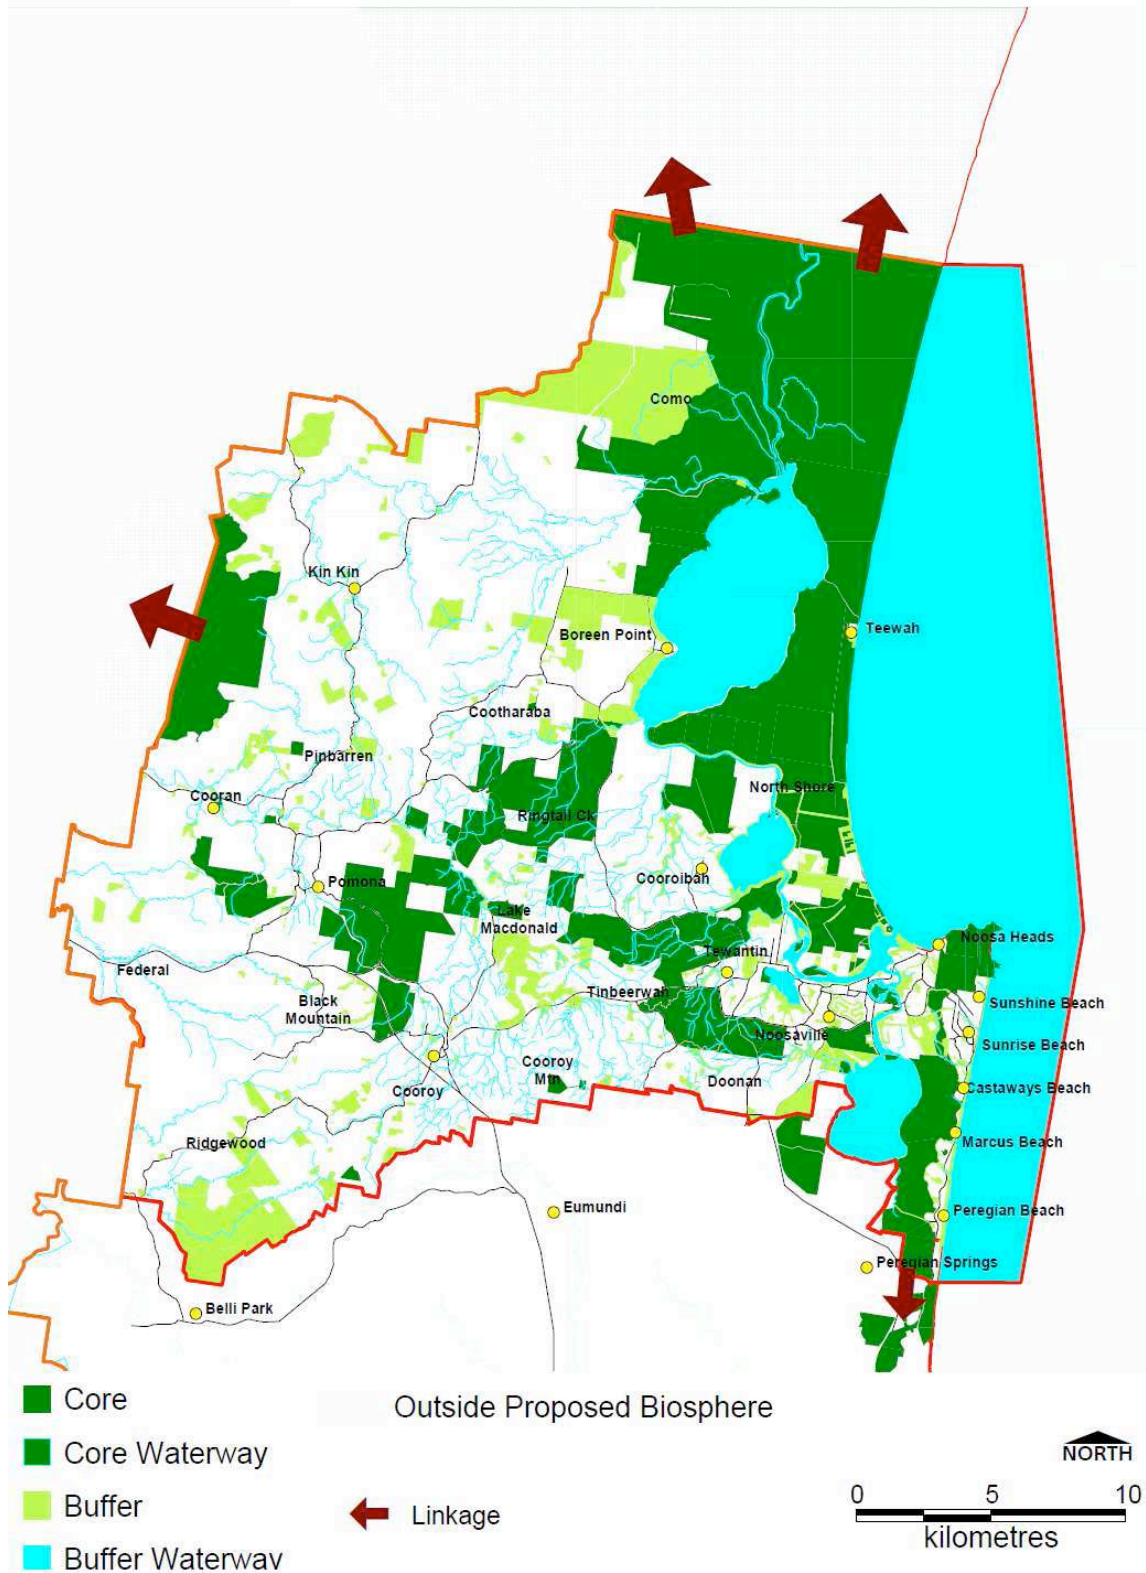 Como
Kin Kin
Boreen Point
Teewah
Cootharaba
Pinbarren
North Shore
Cooran
Ringtail Ck
Cooroibah
Pomona
Lake
Macdonald
Noosa Heads
Tewantin
Federal
Tinbeerwah
Black
Mountain
Sunshine Beach
Noosaville
Sunrise Beach
Cooroy
Mtn
Doonan
Cooroy
Castaways Beach
Ridgewood
Marcus Beach
Eumundi
Peregian Beach
Peregian Springs
Belli Park
Core
Outside Proposed Biosphere
Core Waterway
NORTH
Buffer
Linkage
0 5 10
kilometres
Buffer Waterway